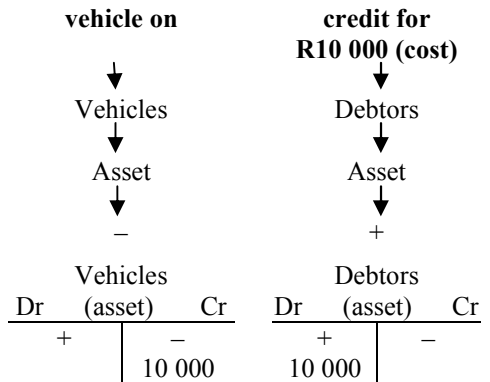 vehicle on credit for
R10 000 (cost)
Vehicles Debtors
Asset Asset
– +
Vehicles Debtors
Dr (asset) Cr Dr (asset) Cr
+ – + –
10 000 10 000